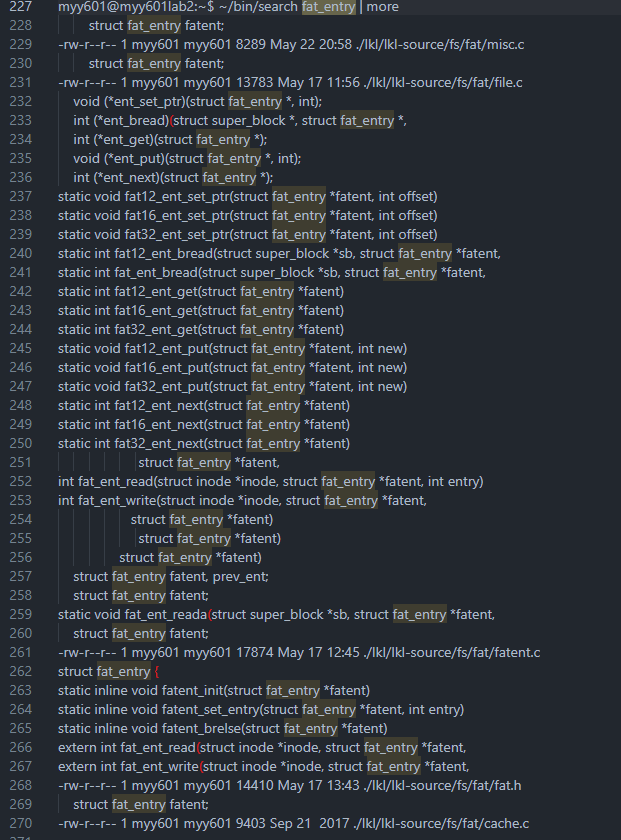 227 myy601@myy601lab2:~$ ~/bin/search fat_entry | more
228 struct fat_entry fatent;
229 -rw-r--r-- 1 myy601 myy601 8289 May 22 20:58 ./lkl/lkl-source/fs/fat/misc.c
230 struct fat_entry fatent;
231 -rw-r--r-- 1 myy601 myy601 13783 May 17 11:56 ./lkl/lkl-source/fs/fat/file.c
232 void (*ent_set_ptr)(struct fat_entry *, int);
233 int (*ent_bread)(struct super_block *, struct fat_entry *,
234 int (*ent_get)(struct fat_entry *);
235 void (*ent_put)(struct fat_entry *, int);
236 int (*ent_next)(struct fat_entry *);
237 static void fat12_ent_set_ptr(struct fat_entry *fatent, int offset)
238 static void fat16_ent_set_ptr(struct fat_entry *fatent, int offset)
239 static void fat32_ent_set_ptr(struct fat_entry *fatent, int offset)
240 static int fat12_ent_bread(struct super_block *sb, struct fat_entry *fatent,
241 static int fat_ent_bread(struct super_block *sb, struct fat_entry *fatent,
242 static int fat12_ent_get(struct fat_entry *fatent)
243 static int fat16_ent_get(struct fat_entry *fatent)
244 static int fat32_ent_get(struct fat_entry *fatent)
245 static void fat12_ent_put(struct fat_entry *fatent, int new)
246 static void fat16_ent_put(struct fat_entry *fatent, int new)
247 static void fat32_ent_put(struct fat_entry *fatent, int new)
248 static int fat12_ent_next(struct fat_entry *fatent)
249 static int fat16_ent_next(struct fat_entry *fatent)
250 static int fat32_ent_next(struct fat_entry *fatent)
251 struct fat_entry *fatent,
252 int fat_ent_read(struct inode *inode, struct fat_entry *fatent, int entry)
253 int fat_ent_write(struct inode *inode, struct fat_entry *fatent,
254 struct fat_entry *fatent)
255 struct fat_entry *fatent)
256 struct fat_entry *fatent)
257 struct fat_entry fatent, prev_ent;
258 struct fat_entry fatent;
259 static void fat_ent_reada(struct super_block *sb, struct fat_entry *fatent,
260 struct fat_entry fatent;
261 -rw-r--r-- 1 myy601 myy601 17874 May 17 12:45 ./lkl/lkl-source/fs/fat/fatent.c
262 struct fat_entry {
263 static inline void fatent_init(struct fat_entry *fatent)
264 static inline void fatent_set_entry(struct fat_entry *fatent, int entry)
265 static inline void fatent_brelse(struct fat_entry *fatent)
266 extern int fat_ent_read(struct inode *inode, struct fat_entry *fatent,
267 extern int fat_ent_write(struct inode *inode, struct fat_entry *fatent,
268 -rw-r--r-- 1 myy601 myy601 14410 May 17 13:43 ./lkl/lkl-source/fs/fat/fat.h
269 struct fat_entry fatent;
270 -rw-r--r-- 1 myy601 myy601 9403 Sep 21  2017 ./lkl/lkl-source/fs/fat/cache.c